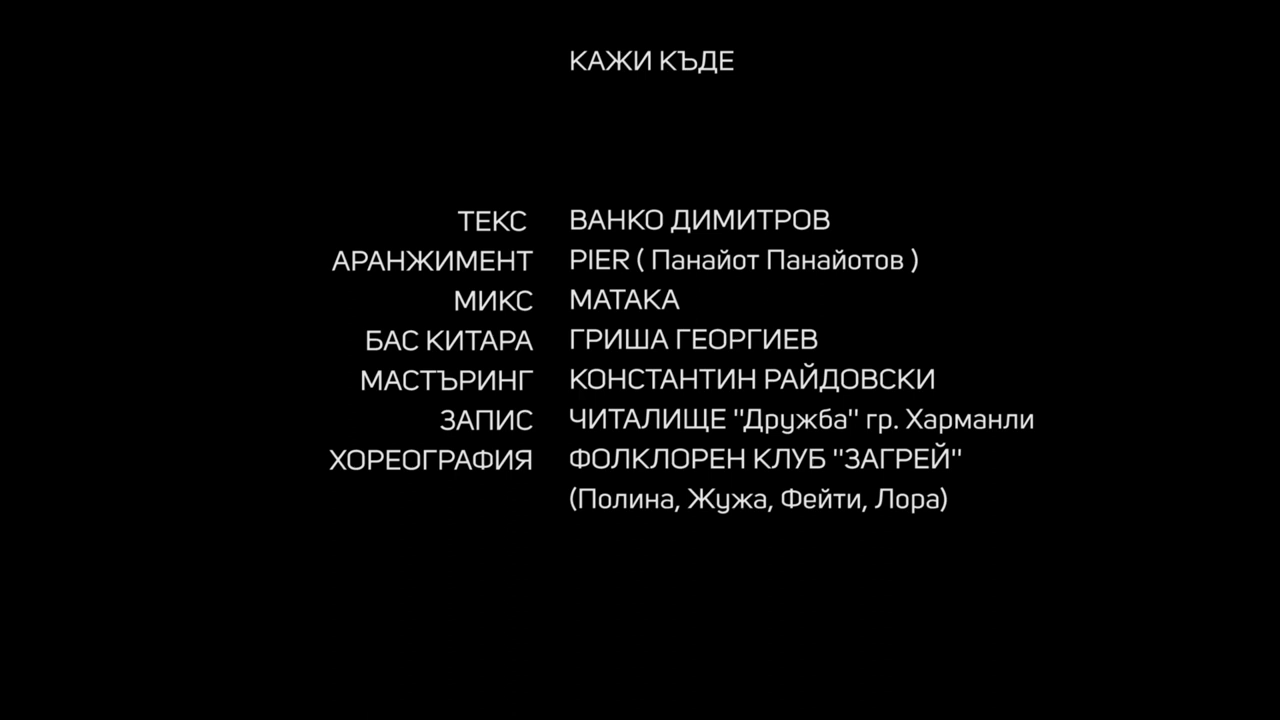 КАЖИ КЪДЕ
ТЕКС ВАНКО ДИМИТРОВ
АРАНЖИМЕНТ PIER ( Панайот Панайотов )
МИКС МАТАКА
БАС КИТАРА ГРИША ГЕОРГИЕВ
МАСТЪРИНГ КОНСТАНТИН РАЙДОВСКИ
ЗАПИС ЧИТАЛИЩЕ "Дружба" гр. Харманли
ХОРЕОГРАФИЯ ФОЛКЛОРЕН КЛУБ "ЗАГРЕЙ"
(Полина, Жужа, Фейти, Лора)